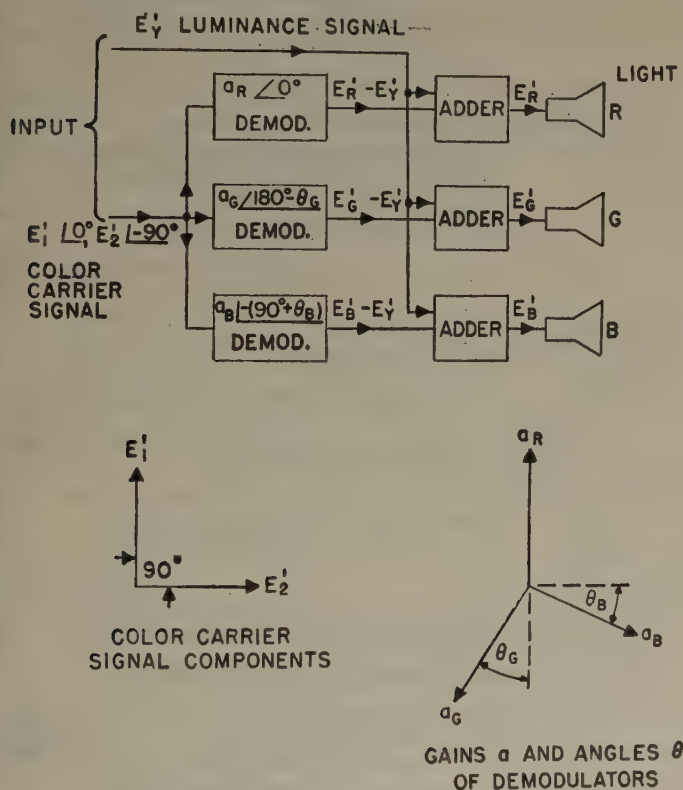 E'Y LUMINANCE SIGNAL
LIGHT
INPUT
aR ∠0°
DEMOD.
E'R -E'Y
ADDER
E'R
R
aG ∠180°-θG
DEMOD.
E'G -E'Y
ADDER
E'G
G
E'1 ∠0°, E'2 ∠-90°
COLOR
CARRIER
SIGNAL
aB ∠-(90°+θB)
DEMOD.
E'B -E'Y
ADDER
E'B
B
E'1
90°
E'2
COLOR CARRIER
SIGNAL COMPONENTS
aR
θB
aB
θG
aG
GAINS a AND ANGLES θ
OF DEMODULATORS